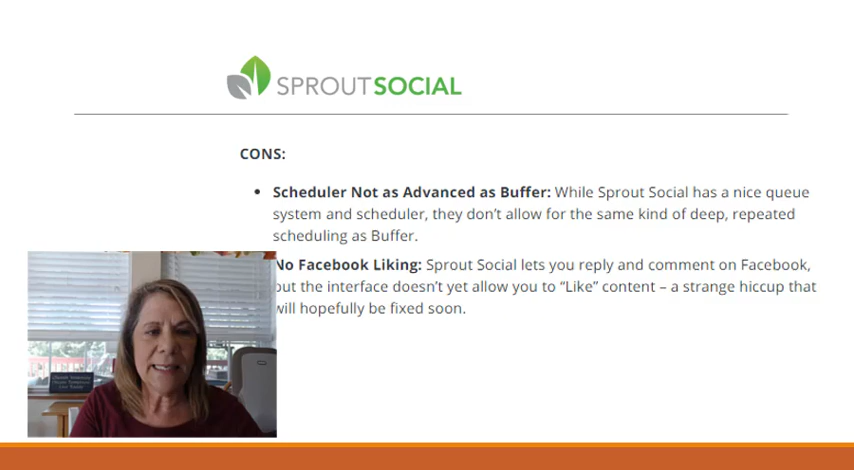 SPROUTSOCIAL
CONS:
• Scheduler Not as Advanced as Buffer: While Sprout Social has a nice queue
system and scheduler, they don’t allow for the same kind of deep, repeated
scheduling as Buffer.
No Facebook Liking: Sprout Social lets you reply and comment on Facebook,
but the interface doesn’t yet allow you to “Like” content – a strange hiccup that
will hopefully be fixed soon.